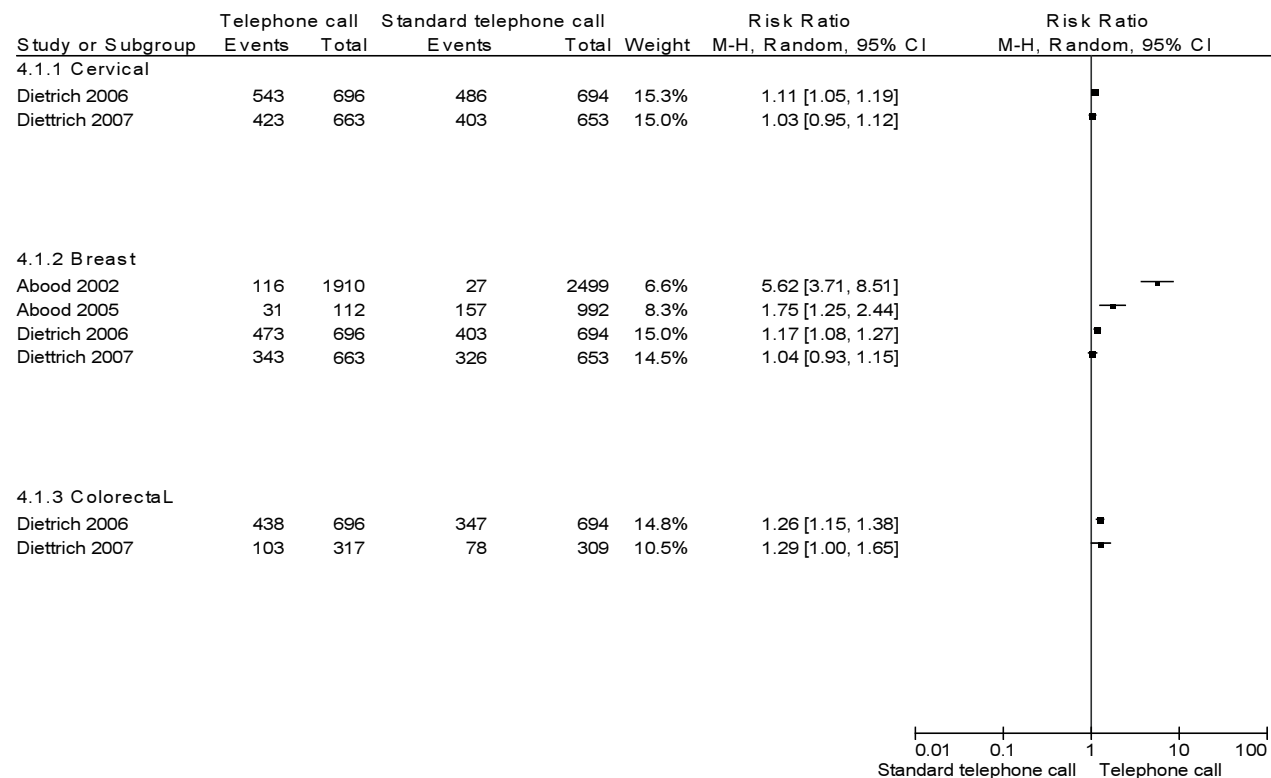 Telephone call Standard telephone call Risk Ratio Risk Ratio
Study or Subgroup Events Total Events Total Weight M-H, Random, 95% CI M-H, Random, 95% CI
4.1.1 Cervical
Dietrich 2006 543 696 486 694 15.3% 1.11 [1.05, 1.19]
Diettrich 2007 423 663 403 653 15.0% 1.03 [0.95, 1.12]
4.1.2 Breast
Abood 2002 116 1910 27 2499 6.6% 5.62 [3.71, 8.51]
Abood 2005 31 112 157 992 8.3% 1.75 [1.25, 2.44]
Dietrich 2006 473 696 403 694 15.0% 1.17 [1.08, 1.27]
Diettrich 2007 343 663 326 653 14.5% 1.04 [0.93, 1.15]
4.1.3 ColorectaL
Dietrich 2006 438 696 347 694 14.8% 1.26 [1.15, 1.38]
Diettrich 2007 103 317 78 309 10.5% 1.29 [1.00, 1.65]
0.01 0.1 1 10 100
Standard telephone call Telephone call